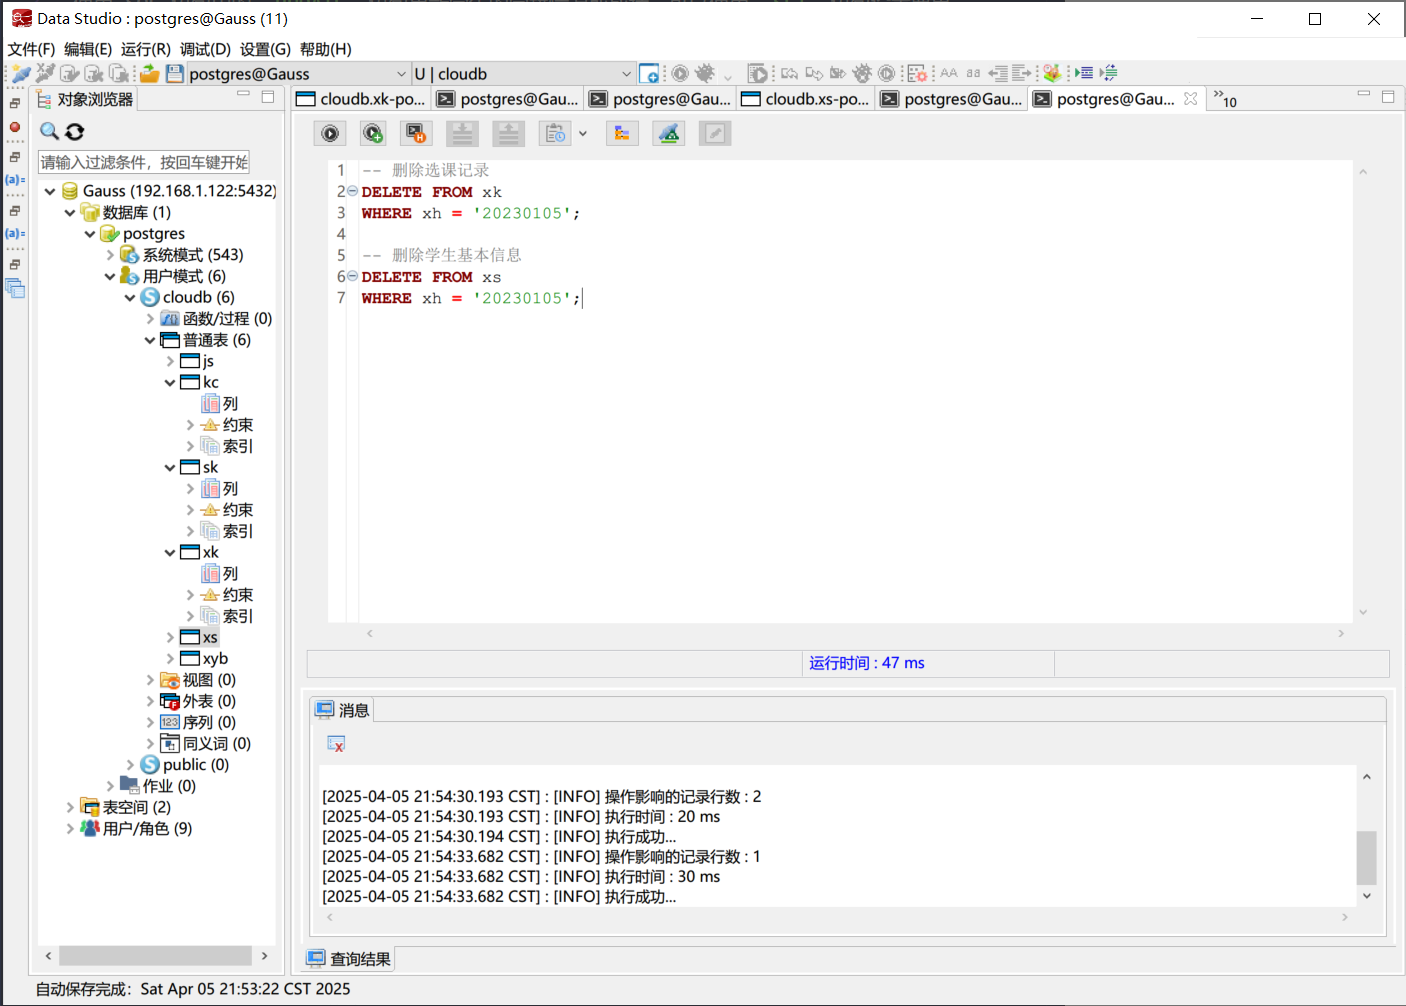 Data Studio : postgres@Gauss (11)
文件(F) 编辑(E) 运行(R) 调试(D) 设置(G) 帮助(H)
postgres@Gauss
U | cloudb
对象浏览器
cloudb.xk-po...
postgres@Gau...
postgres@Gau...
cloudb.xs-po...
postgres@Gau...
postgres@Gau...
»10
请输入过滤条件，按回车键开始
Gauss (192.168.1.122:5432)
数据库 (1)
postgres
系统模式 (543)
用户模式 (6)
cloudb (6)
函数/过程 (0)
普通表 (6)
js
kc
列
约束
索引
sk
列
约束
索引
xk
列
约束
索引
xs
xyb
视图 (0)
外表 (0)
序列 (0)
同义词 (0)
public (0)
作业 (0)
表空间 (2)
用户/角色 (9)
1 -- 删除选课记录
2 DELETE FROM xk
3 WHERE xh = '20230105';
4
5 -- 删除学生基本信息
6 DELETE FROM xs
7 WHERE xh = '20230105';
运行时间 : 47 ms
消息
[2025-04-05 21:54:30.193 CST] : [INFO] 操作影响的记录行数 : 2
[2025-04-05 21:54:30.193 CST] : [INFO] 执行时间 : 20 ms
[2025-04-05 21:54:30.194 CST] : [INFO] 执行成功...
[2025-04-05 21:54:33.682 CST] : [INFO] 操作影响的记录行数 : 1
[2025-04-05 21:54:33.682 CST] : [INFO] 执行时间 : 30 ms
[2025-04-05 21:54:33.682 CST] : [INFO] 执行成功...
查询结果
自动保存完成：Sat Apr 05 21:53:22 CST 2025